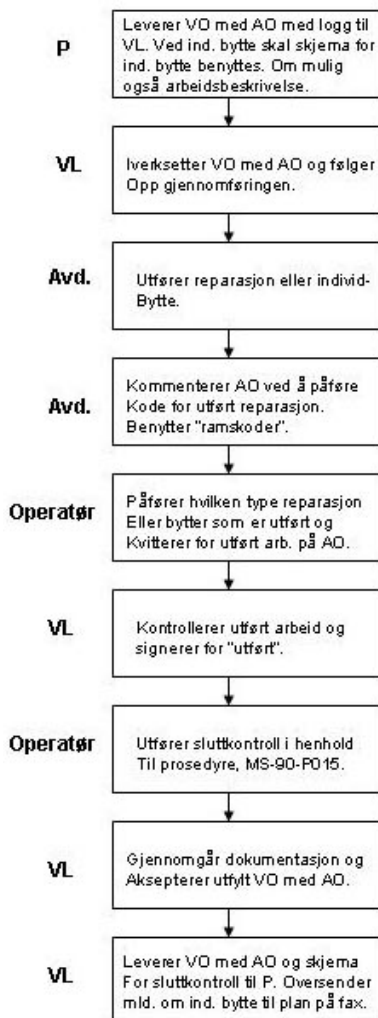 P
Leverer VO med AO med logg til
VL. Ved ind. bytte skal skjema for
ind. bytte benyttes. Om mulig
også arbeidsbeskrivelse.
VL
Iverksetter VO med AO og følger
Opp gjennomføringen.
Avd.
Utfører reparasjon eller individ-
Bytte.
Avd.
Kommenterer AO ved å påføre
Kode for utført reparasjon.
Benytter "ramskoder".
Operatør
Påfører hvilken type reparasjon
Eller bytter som er utført og
Kvitterer for utført arb. på AO.
VL
Kontrollerer utført arbeid og
signerer for "utført".
Operatør
Utfører sluttkontroll i henhold
Til prosedyre, MS-90-P015.
VL
Gjennomgår dokumentasjon og
Aksepterer utfylt VO med AO.
VL
Leverer VO med AO og skjema
For sluttkontroll til P. Oversender
mld. om ind. bytte til plan på fax.